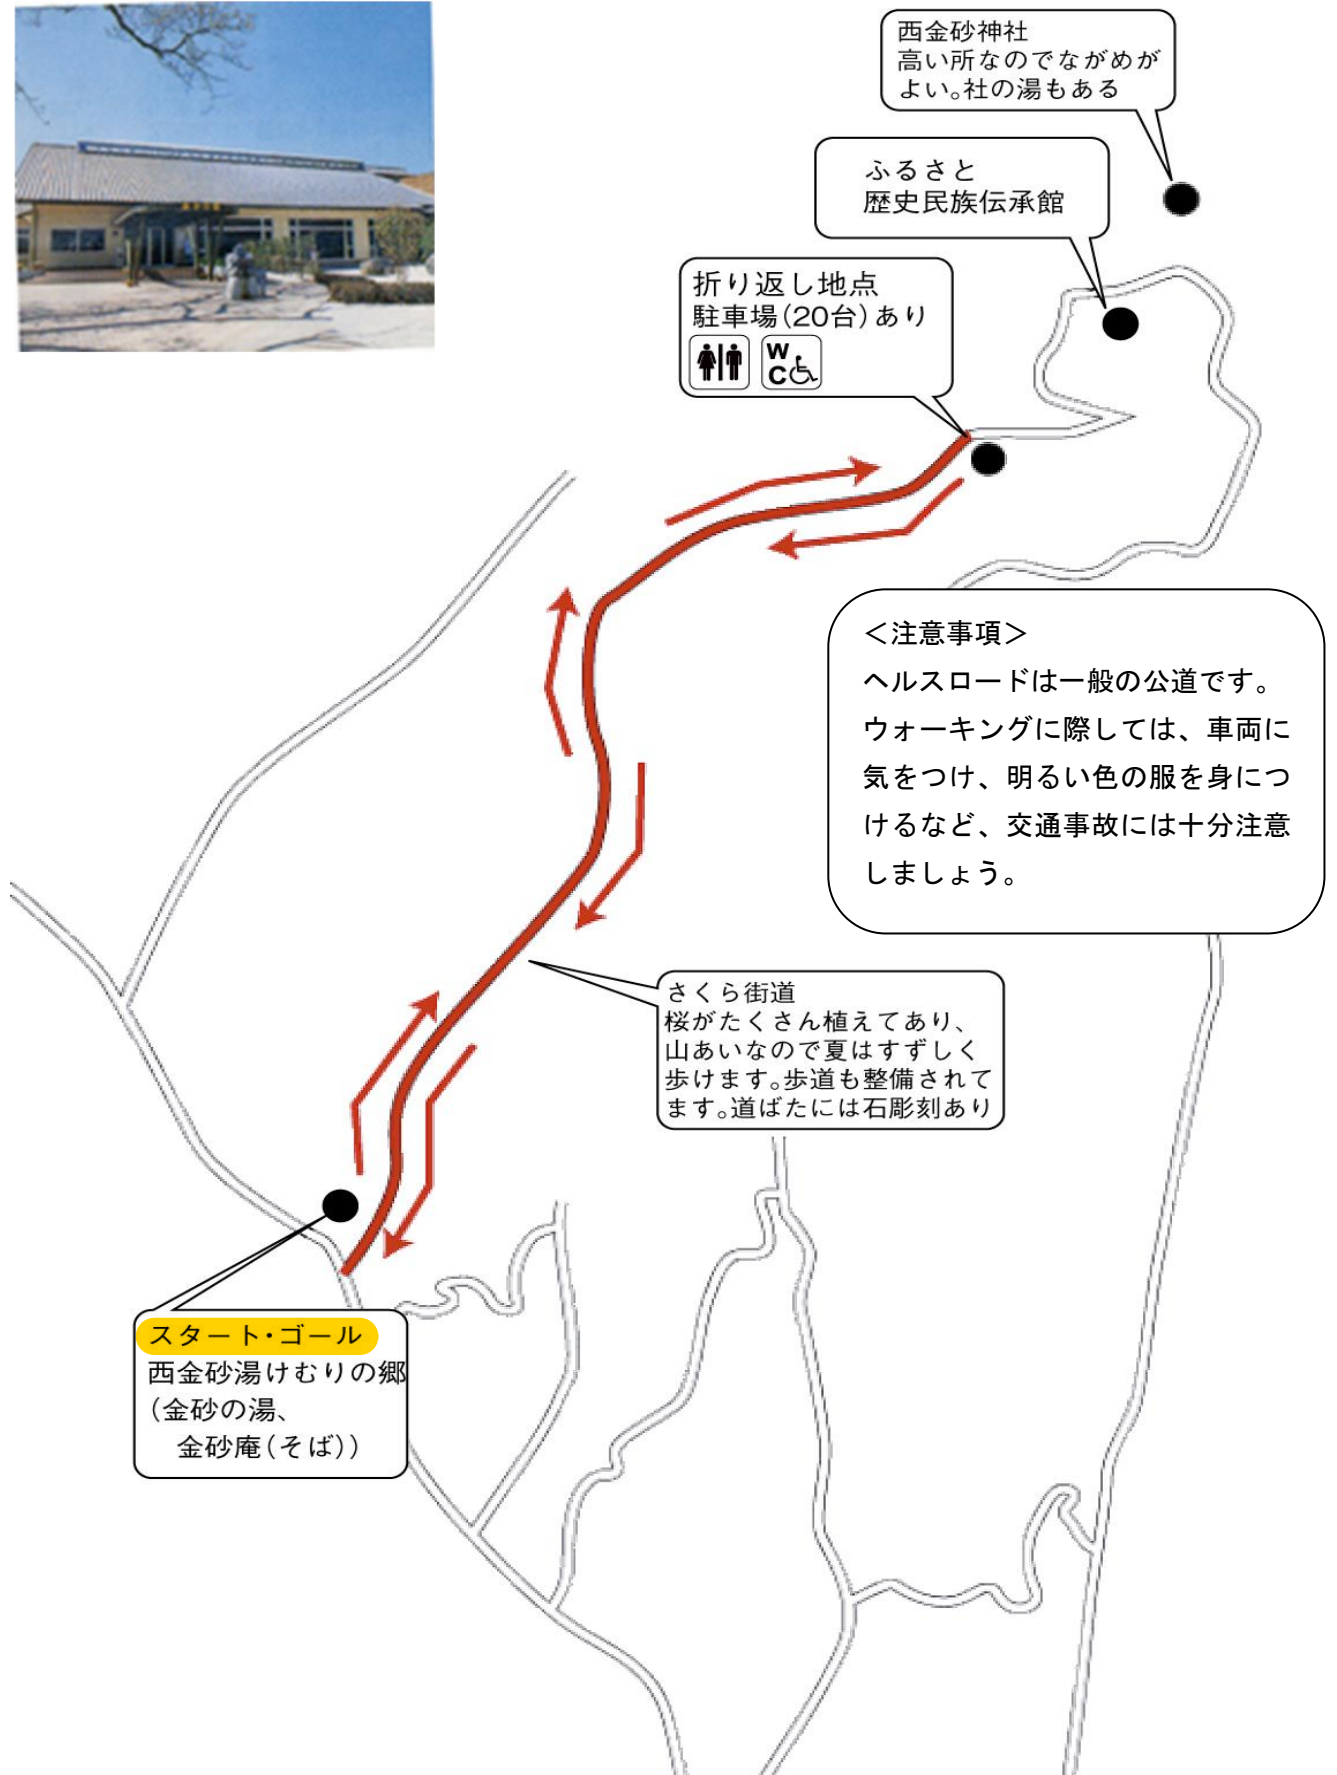 西金砂神社
高い所なのでながめが
よい。社の湯もある
ふるさと
歴史民族伝承館
折り返し地点
駐車場(20台)あり
W
C
＜注意事項＞
ヘルスロードは一般の公道です。
ウォーキングに際しては、車両に
気をつけ、明るい色の服を身につ
けるなど、交通事故には十分注意
しましょう。
さくら街道
桜がたくさん植えてあり、
山あいなので夏はすずしく
歩けます。歩道も整備されて
ます。道ばたには石彫刻あり
スタート・ゴール
西金砂湯けむりの郷
(金砂の湯、
金砂庵(そば))